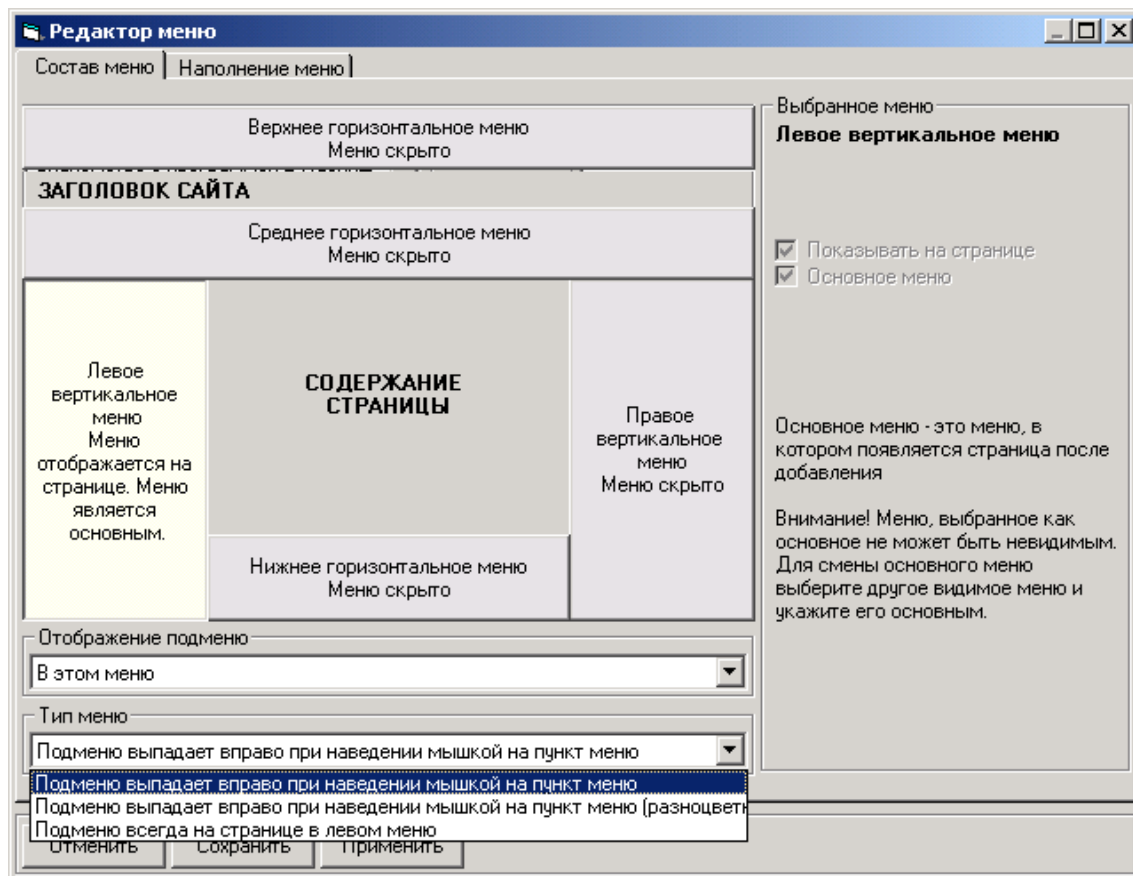 Редактор меню
Состав меню
Наполнение меню
Верхнее горизонтальное меню
Меню скрыто
ЗАГОЛОВОК САЙТА
Среднее горизонтальное меню
Меню скрыто
Левое
вертикальное
меню
Меню
отображается на
странице. Меню
является
основным.
СОДЕРЖАНИЕ
СТРАНИЦЫ
Правое
вертикальное
меню
Меню скрыто
Нижнее горизонтальное меню
Меню скрыто
Отображение подменю
В этом меню
Тип меню
Подменю выпадает вправо при наведении мышкой на пункт меню
Подменю выпадает вправо при наведении мышкой на пункт меню
Подменю выпадает вправо при наведении мышкой на пункт меню (разноцветн
Подменю всегда на странице в левом меню
Отменить
Сохранить
Применить
Выбранное меню
Левое вертикальное меню
Показывать на странице
Основное меню
Основное меню - это меню, в
котором появляется страница после
добавления
Внимание! Меню, выбранное как
основное не может быть невидимым.
Для смены основного меню
выберите другое видимое меню и
укажите его основным.